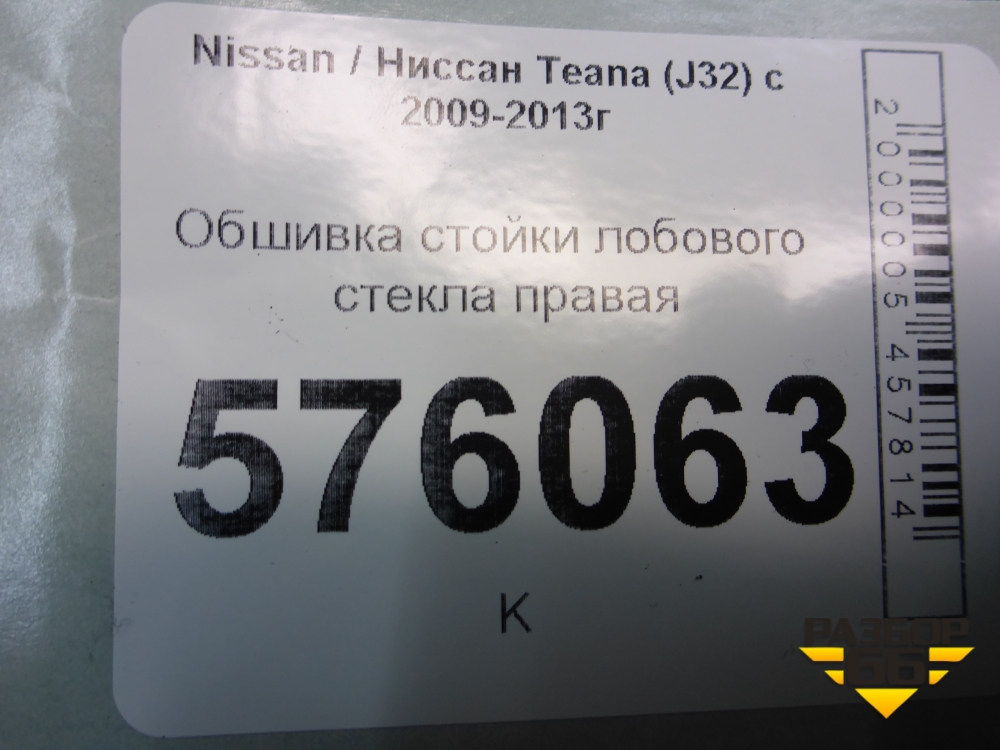 Nissan / Ниссан Teana (J32) с
2009-2013г
Обшивка стойки лобового
стекла правая
576063
К
2000005457814
РАЗБОР
66